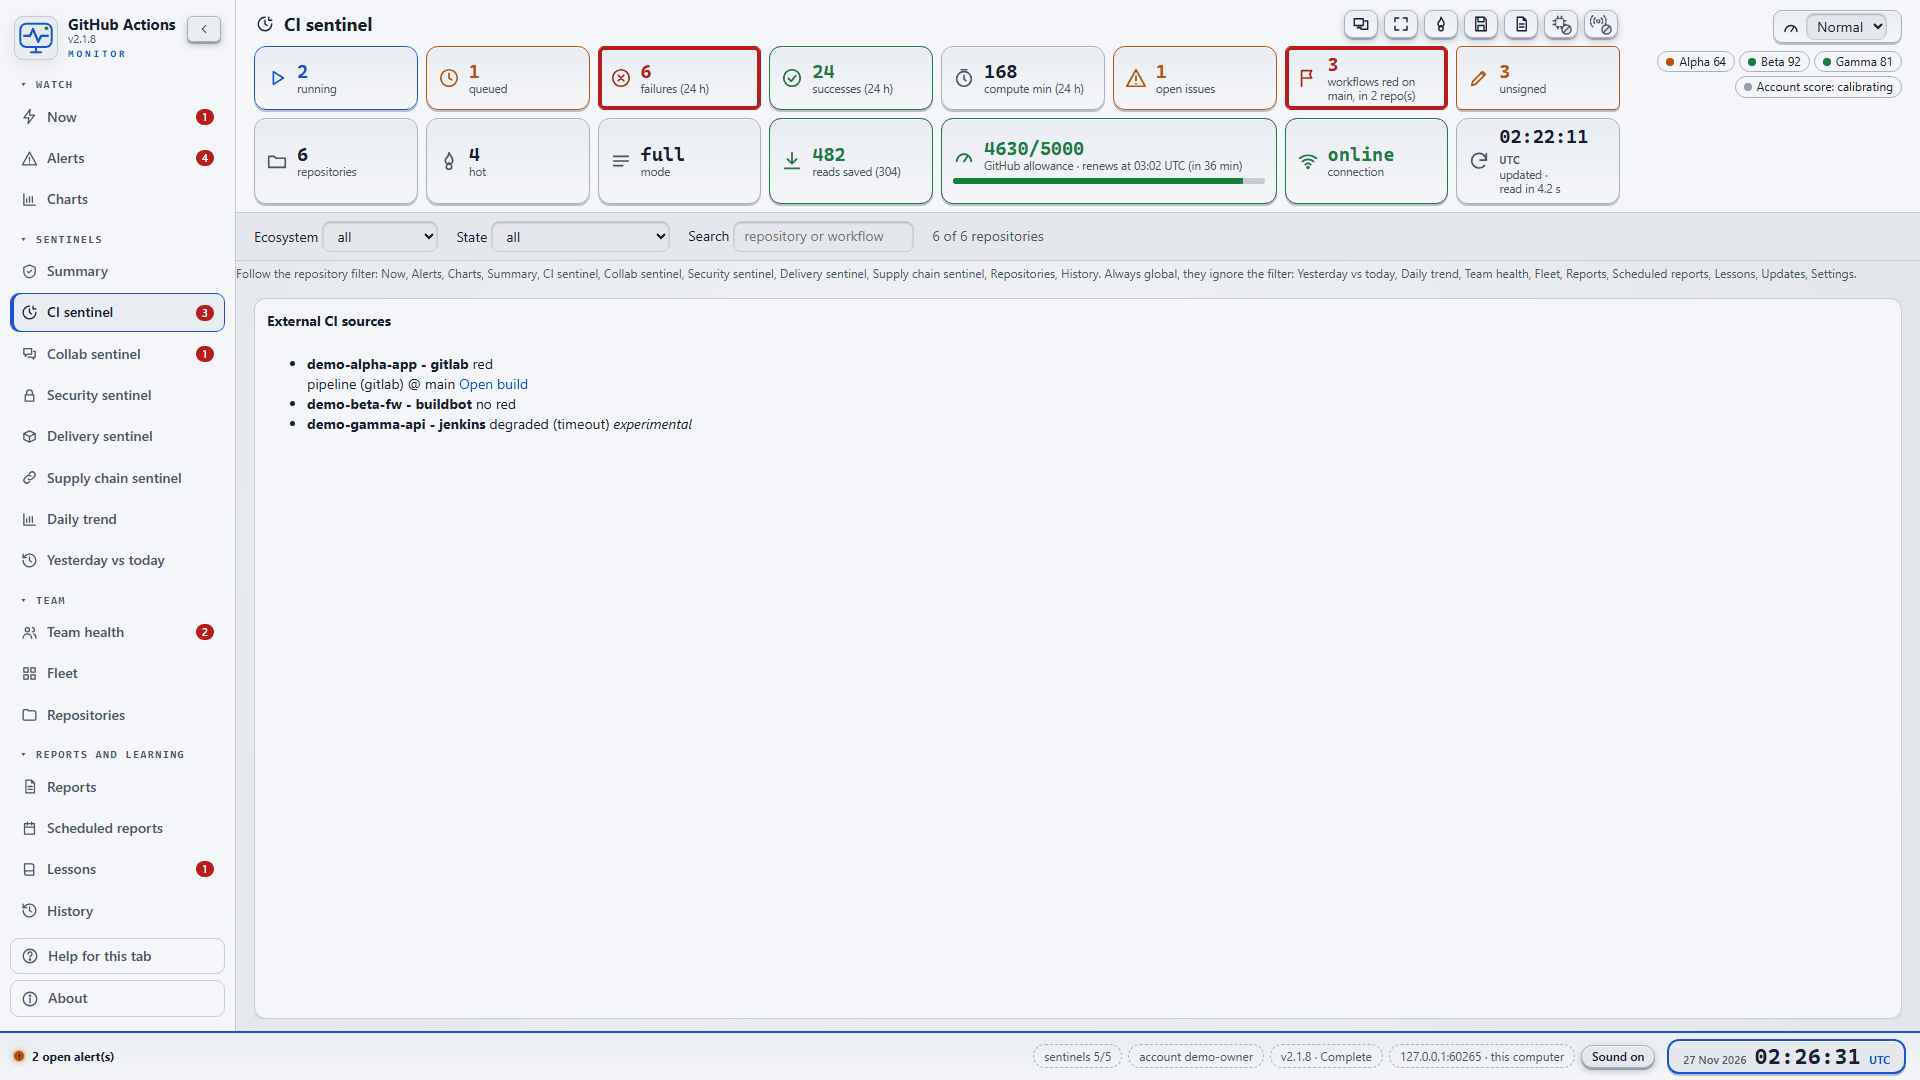 GitHub Actions
v2.1.8
MONITOR
WATCH
Now 1
Alerts 4
Charts
SENTINELS
Summary
CI sentinel 3
Collab sentinel 1
Security sentinel
Delivery sentinel
Supply chain sentinel
Daily trend
Yesterday vs today
TEAM
Team health 2
Fleet
Repositories
REPORTS AND LEARNING
Reports
Scheduled reports
Lessons 1
History
Help for this tab
About
CI sentinel
Normal
2
running
1
queued
6
failures (24 h)
24
successes (24 h)
168
compute min (24 h)
1
open issues
3
workflows red on
main, in 2 repo(s)
3
unsigned
Alpha 64
Beta 92
Gamma 81
Account score: calibrating
6
repositories
4
hot
full
mode
482
reads saved (304)
4630/5000
GitHub allowance · renews at 03:02 UTC (in 36 min)
online
connection
02:22:11
UTC
updated ·
read in 4.2 s
Ecosystem all State all Search repository or workflow 6 of 6 repositories
Follow the repository filter: Now, Alerts, Charts, Summary, CI sentinel, Collab sentinel, Security sentinel, Delivery sentinel, Supply chain sentinel, Repositories, History. Always global, they ignore the filter: Yesterday vs today, Daily trend, Team health, Fleet, Reports, Scheduled reports, Lessons, Updates, Settings.
External CI sources
• demo-alpha-app - gitlab red
pipeline (gitlab) @ main Open build
• demo-beta-fw - buildbot no red
• demo-gamma-api - jenkins degraded (timeout) experimental
2 open alert(s)
sentinels 5/5
account demo-owner
v2.1.8 · Complete
127.0.0.1:60265 · this computer
Sound on
27 Nov 2026 02:26:31 UTC